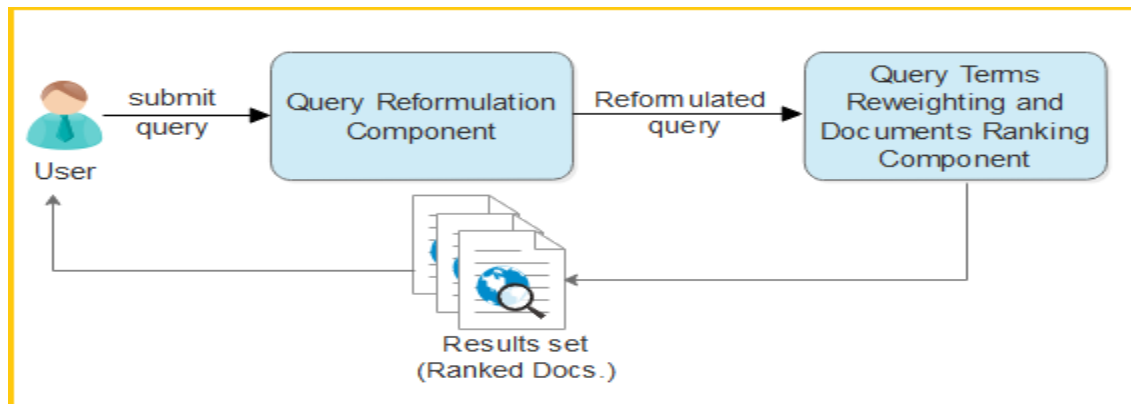 submit
query
User
Query Reformulation
Component
Reformulated
query
Query Terms
Reweighting and
Documents Ranking
Component
Results set
(Ranked Docs.)